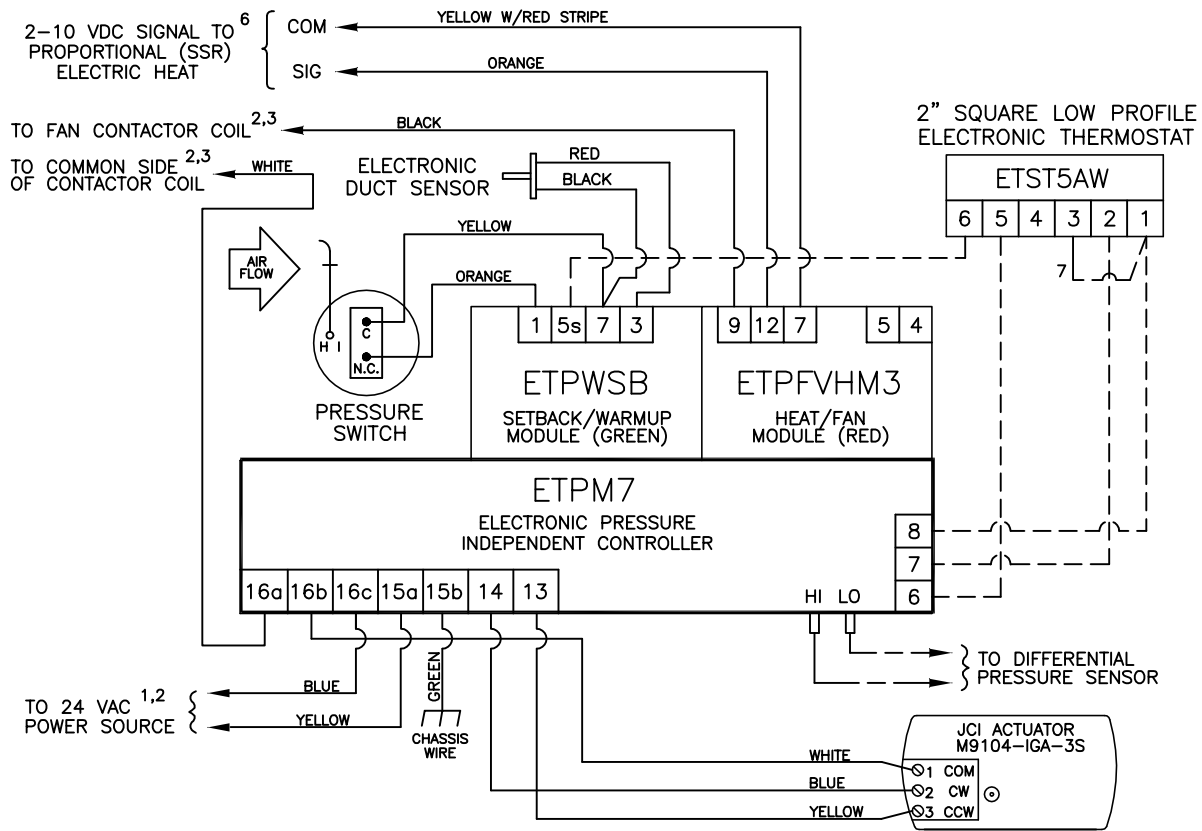 2-10 VDC SIGNAL TO 6
PROPORTIONAL (SSR)
ELECTRIC HEAT
COM
SIG
YELLOW W/RED STRIPE
ORANGE
TO FAN CONTACTOR COIL 2,3
BLACK
TO COMMON SIDE 2,3
OF CONTACTOR COIL
WHITE
ELECTRONIC
DUCT SENSOR
RED
BLACK
2" SQUARE LOW PROFILE
ELECTRONIC THERMOSTAT
ETST5AW
6 5 4 3 2 1
7
YELLOW
ORANGE
AIR
FLOW
HI
C
N.C.
PRESSURE
SWITCH
1 5s 7 3
9 12 7 5 4
ETPWSB
SETBACK/WARMUP
MODULE (GREEN)
ETPFVHM3
HEAT/FAN
MODULE (RED)
ETPM7
ELECTRONIC PRESSURE
INDEPENDENT CONTROLLER
8
7
6
16a 16b 16c 15a 15b 14 13
HI LO
TO DIFFERENTIAL
PRESSURE SENSOR
TO 24 VAC 1,2
POWER SOURCE
BLUE
YELLOW
GREEN
CHASSIS
WIRE
WHITE
BLUE
YELLOW
JCI ACTUATOR
M9104-IGA-3S
1 COM
2 CW
3 CCW